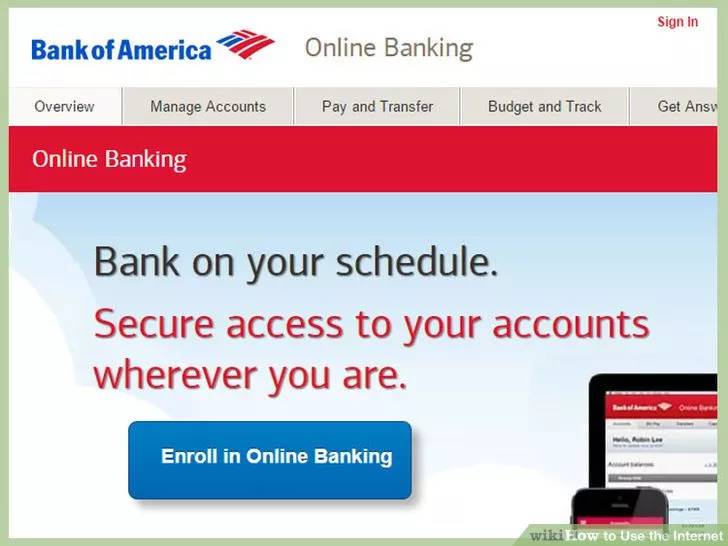 Sign In
Bank of America Online Banking
Overview Manage Accounts Pay and Transfer Budget and Track Get Answ
Online Banking
Bank on your schedule.
Secure access to your accounts
wherever you are.
Enroll in Online Banking
Bank of America Online Banking
Hello, Robin Lee
Account balances
wikiHow to Use the Internet